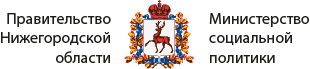 Правительство
Нижегородской
области
Министерство
социальной
политики